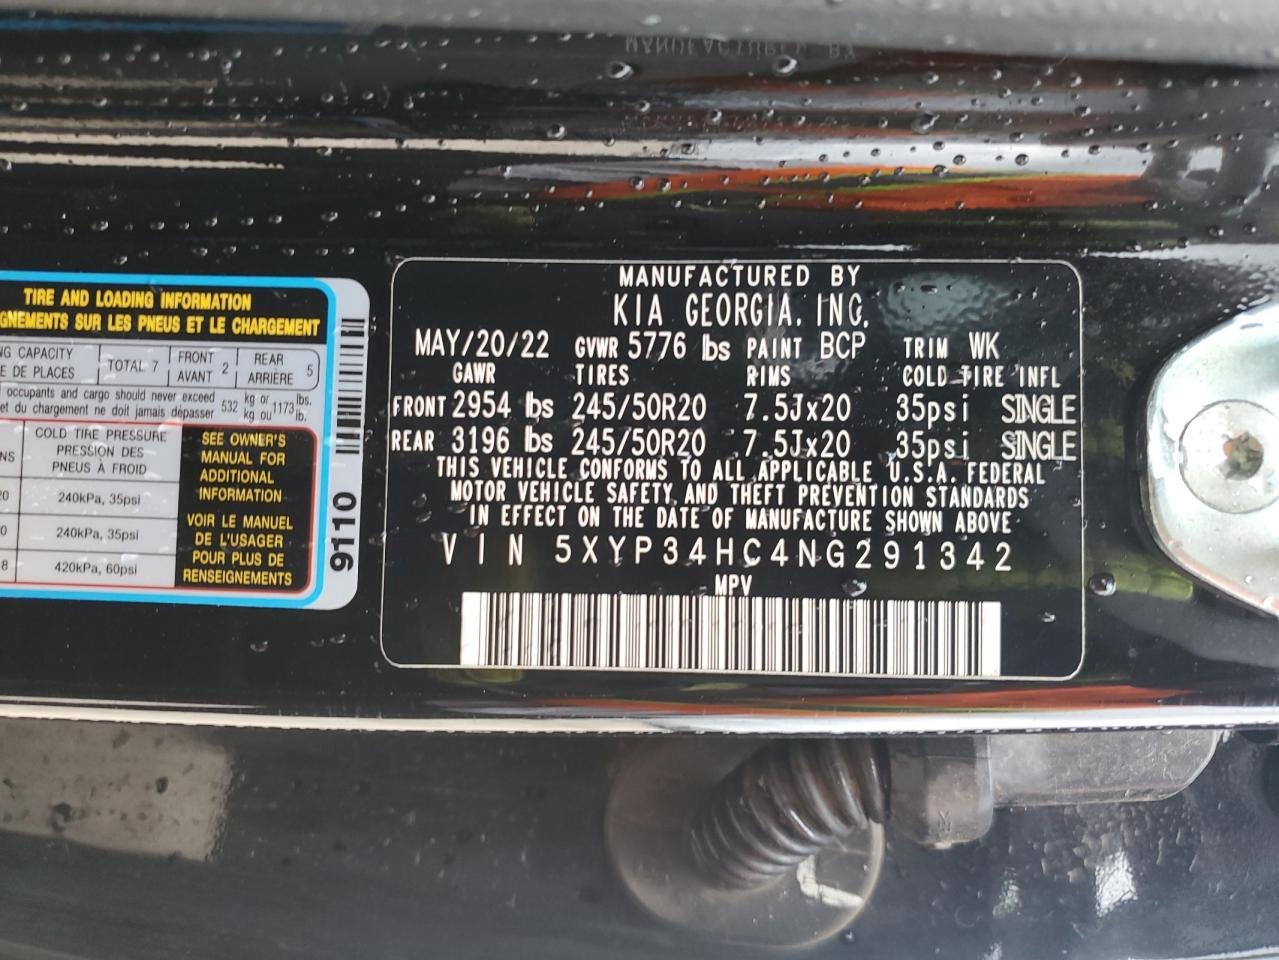 TIRE AND LOADING INFORMATION
GNEMENTS SUR LES PNEUS ET LE CHARGEMENT
NG CAPACITY
E DE PLACES
TOTAL 7
FRONT
AVANT 2
REAR
ARRIÈRE 5
occupants and cargo should never exceed
et du chargement ne doit jamais dépasser
532 kg or 1173 lbs.
kg ou lb.
NS
COLD TIRE PRESSURE
PRESSION DES
PNEUS À FROID
20 240kPa, 35psi
0 240kPa, 35psi
8 420kPa, 60psi
SEE OWNER'S
MANUAL FOR
ADDITIONAL
INFORMATION
VOIR LE MANUEL
DE L'USAGER
POUR PLUS DE
RENSEIGNEMENTS
9110
MANUFACTURED BY
KIA GEORGIA, INC.
MAY/20/22 GVWR 5776 lbs PAINT BCP TRIM WK
GAWR TIRES RIMS COLD TIRE INFL
FRONT 2954 lbs 245/50R20 7.5Jx20 35psi SINGLE
REAR 3196 lbs 245/50R20 7.5Jx20 35psi SINGLE
THIS VEHICLE CONFORMS TO ALL APPLICABLE U.S.A. FEDERAL
MOTOR VEHICLE SAFETY AND THEFT PREVENTION STANDARDS
IN EFFECT ON THE DATE OF MANUFACTURE SHOWN ABOVE
VIN 5XYP34HC4NG291342
MPV